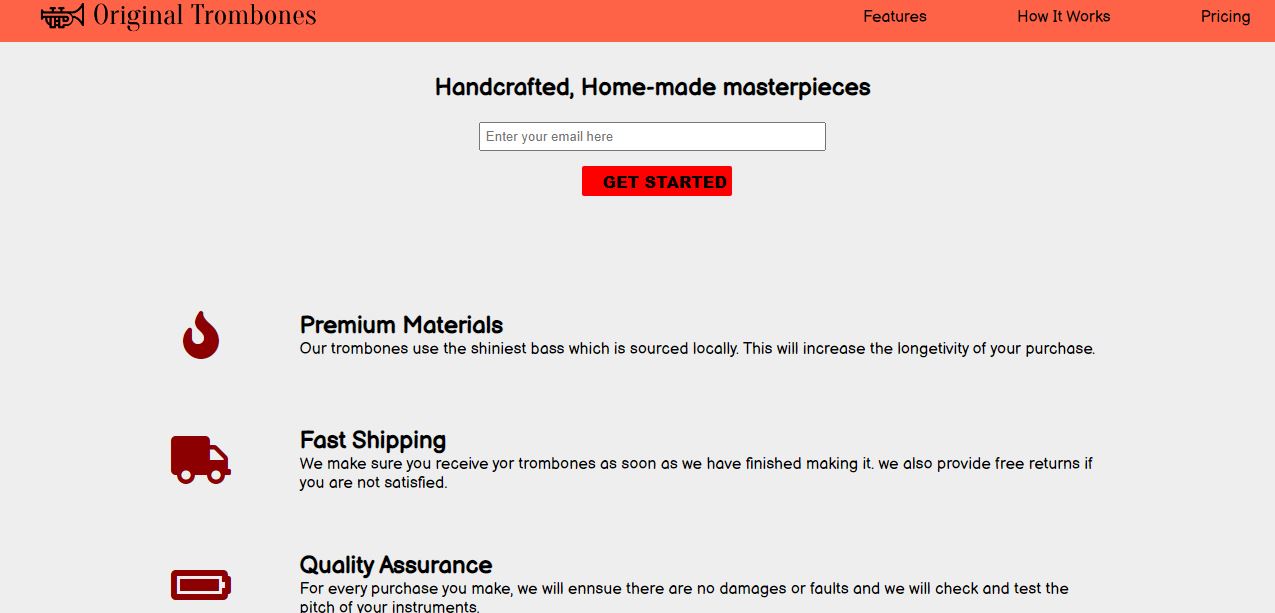 Original Trombones
Features
How It Works
Pricing
Handcrafted, Home-made masterpieces
Enter your email here
GET STARTED
Premium Materials
Our trombones use the shiniest bass which is sourced locally. This will increase the longetivity of your purchase.
Fast Shipping
We make sure you receive yor trombones as soon as we have finished making it. we also provide free returns if
you are not satisfied.
Quality Assurance
For every purchase you make, we will ennsue there are no damages or faults and we will check and test the
pitch of your instruments.